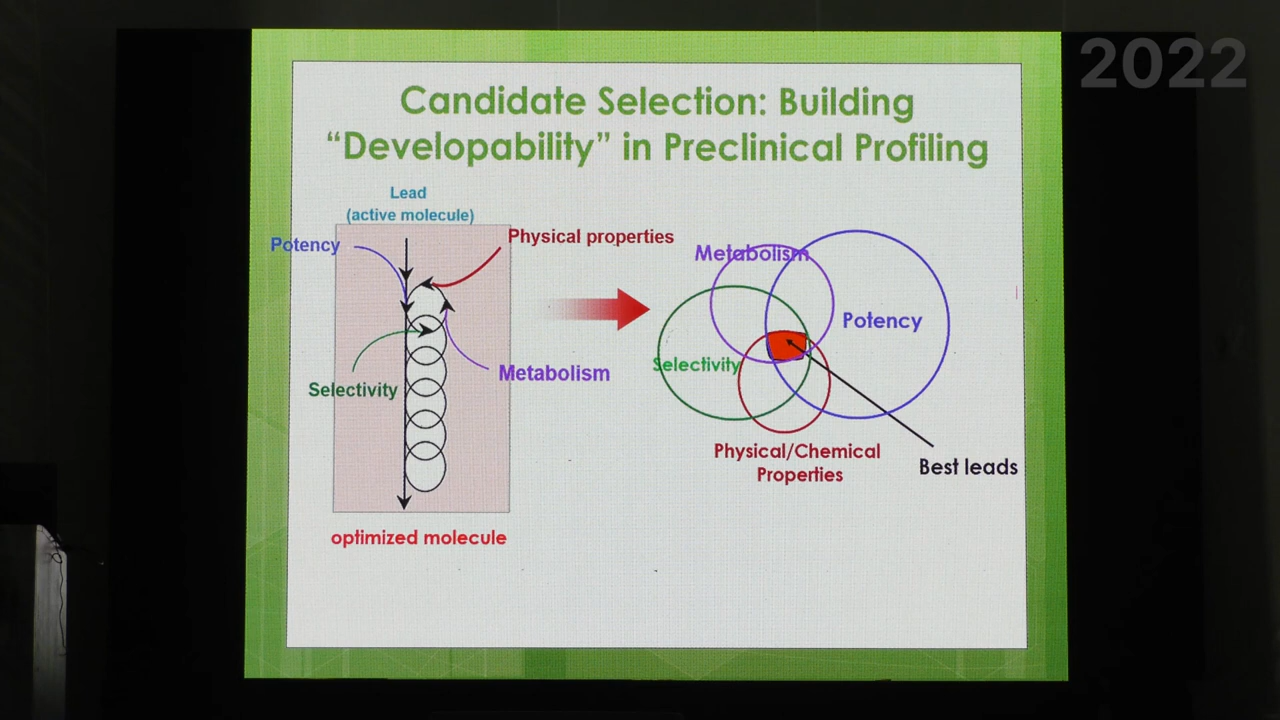 2022
Candidate Selection: Building
“Developability” in Preclinical Profiling
Lead
(active molecule)
Potency
Physical properties
Selectivity
Metabolism
optimized molecule
Metabolism
Potency
Selectivity
Physical/Chemical
Properties
Best leads